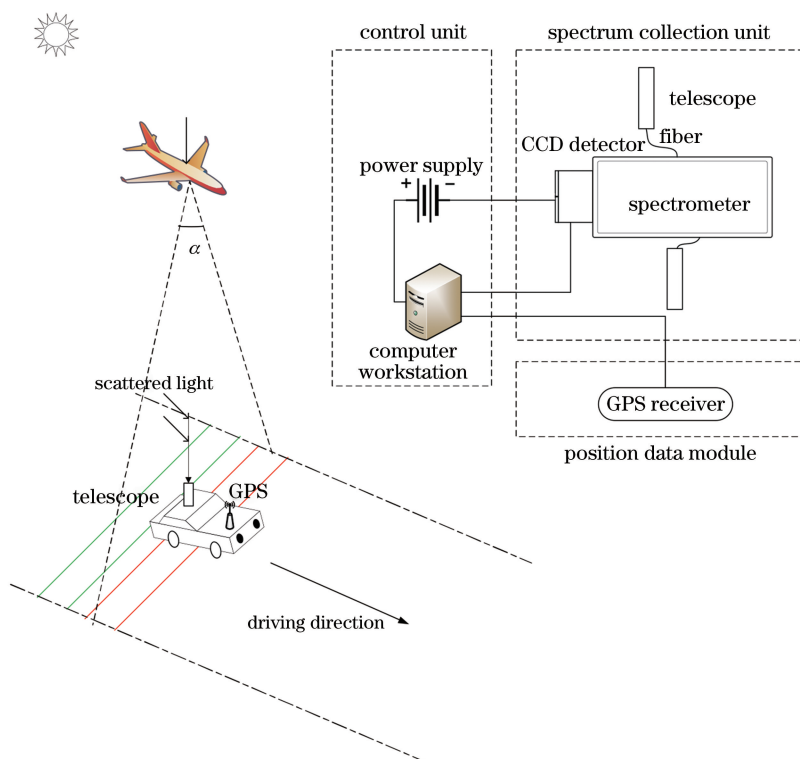 control unit
spectrum collection unit
telescope
fiber
CCD detector
power supply
+ −
spectrometer
α
computer
workstation
scattered light
GPS receiver
position data module
telescope
GPS
driving direction